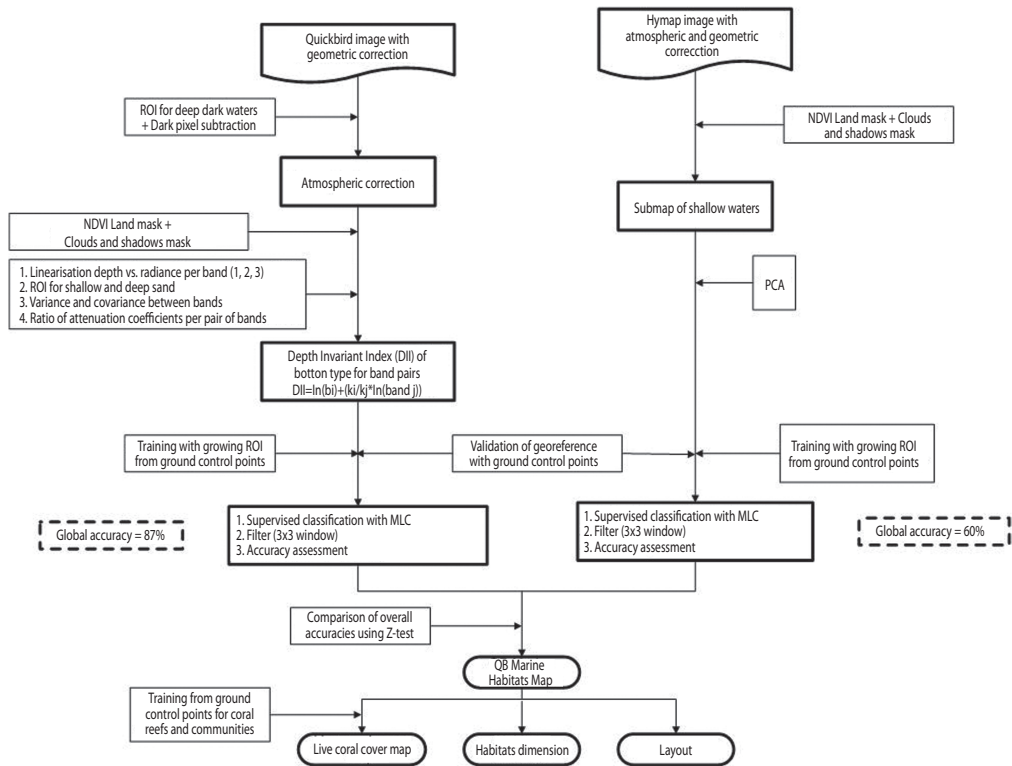 Quickbird image with
geometric correction
Hymap image with
atmospheric and geometric
correcction
ROI for deep dark waters
+ Dark pixel subtraction
NDVI Land mask + Clouds
and shadows mask
Atmospheric correction
Submap of shallow waters
NDVI Land mask +
Clouds and shadows mask
1. Linearisation depth vs. radiance per band (1, 2, 3)
2. ROI for shallow and deep sand
3. Variance and covariance between bands
4. Ratio of attenuation coefficients per pair of bands
PCA
Depth Invariant Index (DII) of
botton type for band pairs
DII=ln(bi)+(ki/kj*ln(band j))
Training with growing ROI
from ground control points
Validation of georeference
with ground control points
Training with growing ROI
from ground control points
Global accuracy = 87%
1. Supervised classification with MLC
2. Filter (3x3 window)
3. Accuracy assessment
1. Supervised classification with MLC
2. Filter (3x3 window)
3. Accuracy assessment
Global accuracy = 60%
Comparison of overall
accuracies using Z-test
QB Marine
Habitats Map
Training from ground
control points for coral
reefs and communities
Live coral cover map
Habitats dimension
Layout